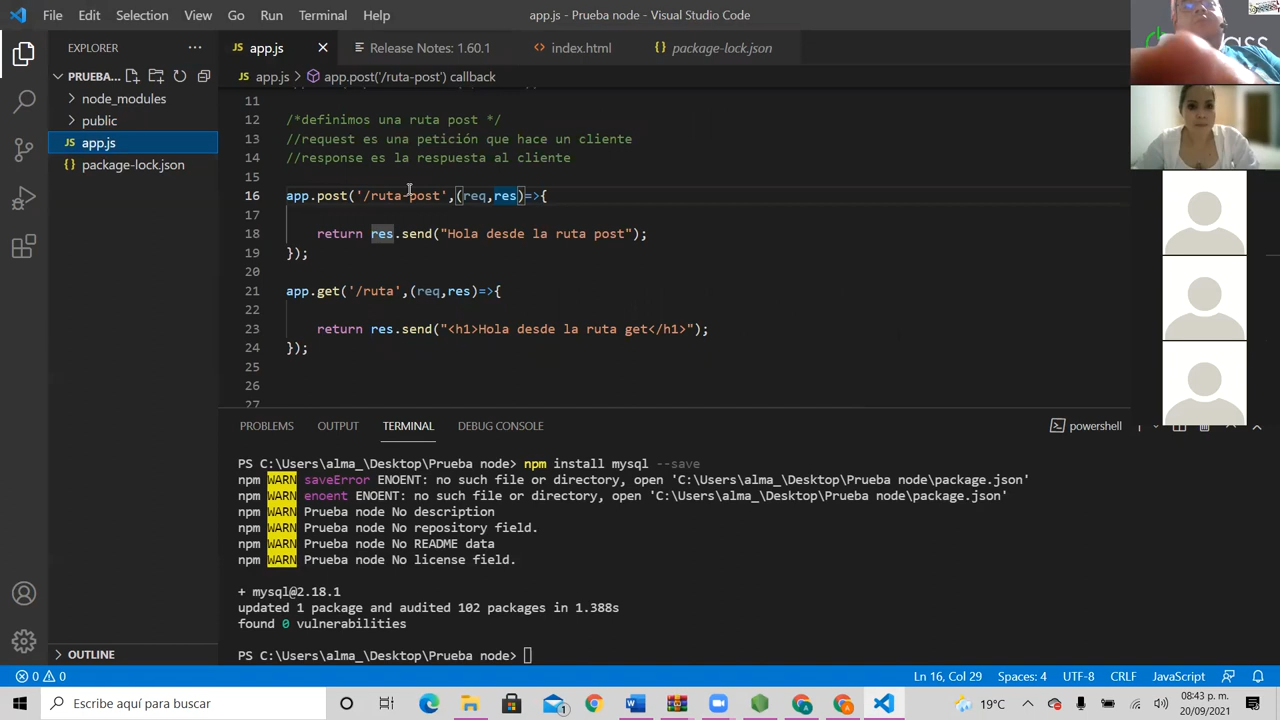 File Edit Selection View Go Run Terminal Help
app.js - Prueba node - Visual Studio Code
EXPLORER
app.js
Release Notes: 1.60.1
index.html
package-lock.json
PRUEBA...
app.js > app.post('/ruta-post') callback
node_modules
public
app.js
package-lock.json
11
12 /*definimos una ruta post */
13 //request es una petición que hace un cliente
14 //response es la respuesta al cliente
15
16 app.post('/ruta-post',(req,res)=>{
17
18 return res.send("Hola desde la ruta post");
19 });
20
21 app.get('/ruta',(req,res)=>{
22
23 return res.send("<h1>Hola desde la ruta get</h1>");
24 });
25
26
27
PROBLEMS OUTPUT TERMINAL DEBUG CONSOLE
powershell
PS C:\Users\alma_\Desktop\Prueba node> npm install mysql --save
npm WARN saveError ENOENT: no such file or directory, open 'C:\Users\alma_\Desktop\Prueba node\package.json'
npm WARN enoent ENOENT: no such file or directory, open 'C:\Users\alma_\Desktop\Prueba node\package.json'
npm WARN Prueba node No description
npm WARN Prueba node No repository field.
npm WARN Prueba node No README data
npm WARN Prueba node No license field.
+ mysql@2.18.1
updated 1 package and audited 102 packages in 1.388s
found 0 vulnerabilities
PS C:\Users\alma_\Desktop\Prueba node>
OUTLINE
0 0
Ln 16, Col 29 Spaces: 4 UTF-8 CRLF JavaScript
Escribe aquí para buscar
1
19°C
08:43 p. m.
20/09/2021